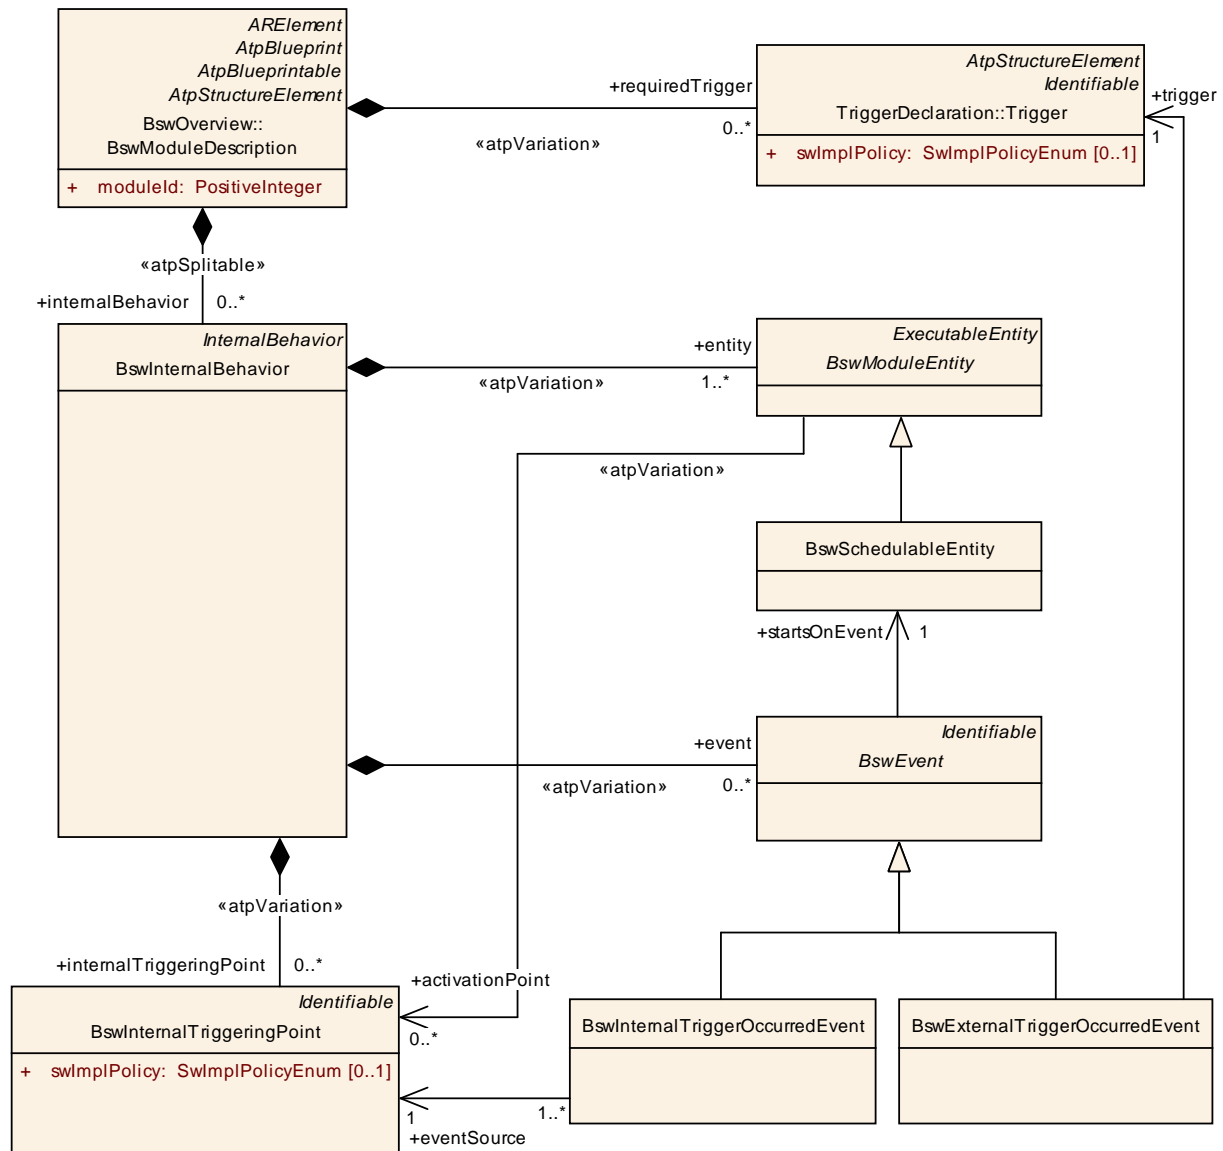 ARElement
AtpBlueprint
AtpBlueprintable
AtpStructureElement
BswOverview::
BswModuleDescription
+ moduleId: PositiveInteger
+requiredTrigger
0..*
«atpVariation»
AtpStructureElement
Identifiable
TriggerDeclaration::Trigger
+ swImplPolicy: SwImplPolicyEnum [0..1]
+trigger
1
«atpSplitable»
+internalBehavior 0..*
InternalBehavior
BswInternalBehavior
+entity
1..*
«atpVariation»
ExecutableEntity
BswModuleEntity
«atpVariation»
BswSchedulableEntity
+startsOnEvent 1
+event
0..*
«atpVariation»
Identifiable
BswEvent
«atpVariation»
+internalTriggeringPoint 0..*
+activationPoint
0..*
Identifiable
BswInternalTriggeringPoint
+ swImplPolicy: SwImplPolicyEnum [0..1]
BswInternalTriggerOccurredEvent
BswExternalTriggerOccurredEvent
1..*
1
+eventSource